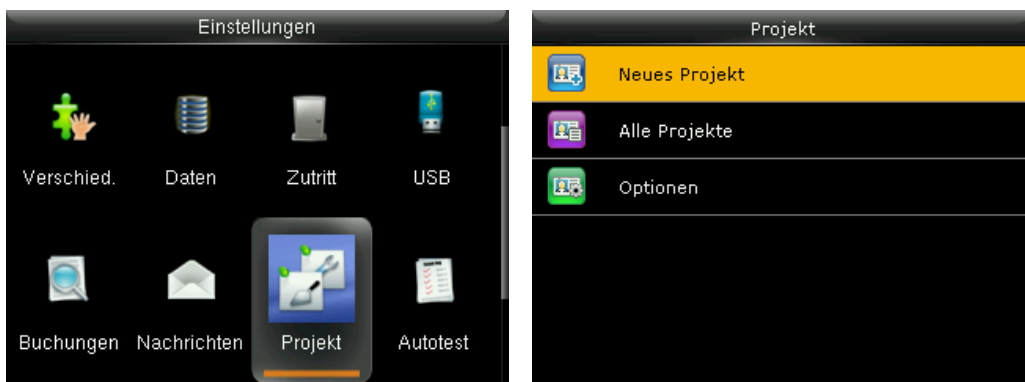 Einstellungen
Verschied. Daten Zutritt USB
Buchungen Nachrichten Projekt Autotest
Projekt
Neues Projekt
Alle Projekte
Optionen